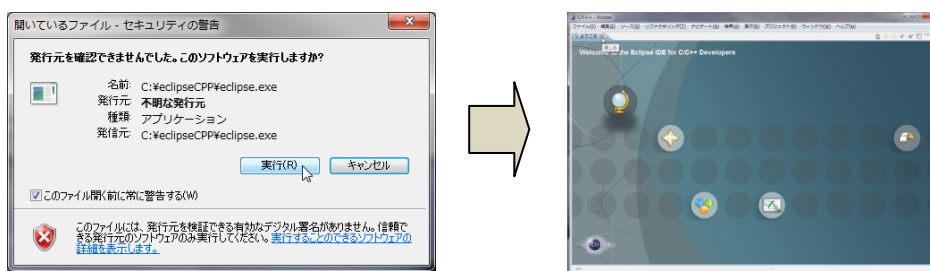 開いているファイル - セキュリティの警告
発行元を確認できませんでした。このソフトウェアを実行しますか?
名前: C:¥eclipseCPP¥eclipse.exe
発行元: 不明な発行元
種類: アプリケーション
発信元: C:¥eclipseCPP¥eclipse.exe
実行(R)
キャンセル
このファイル開く前に常に警告する(W)
このファイルには、発行元を検証できる有効なデジタル署名がありません。信頼で
きる発行元のソフトウェアのみ実行してください。実行することのできるソフトウェアの
詳細を表示します。
C/C++ - Eclipse
ファイル(F) 編集(E) ソース(S) リファクタリング(T) ナビゲート(N) 検索(A) 実行(R) プロジェクト(P) ウィンドウ(W) ヘルプ(H)
ようこそ
閉じる
Welcome to the Eclipse IDE for C/C++ Developers